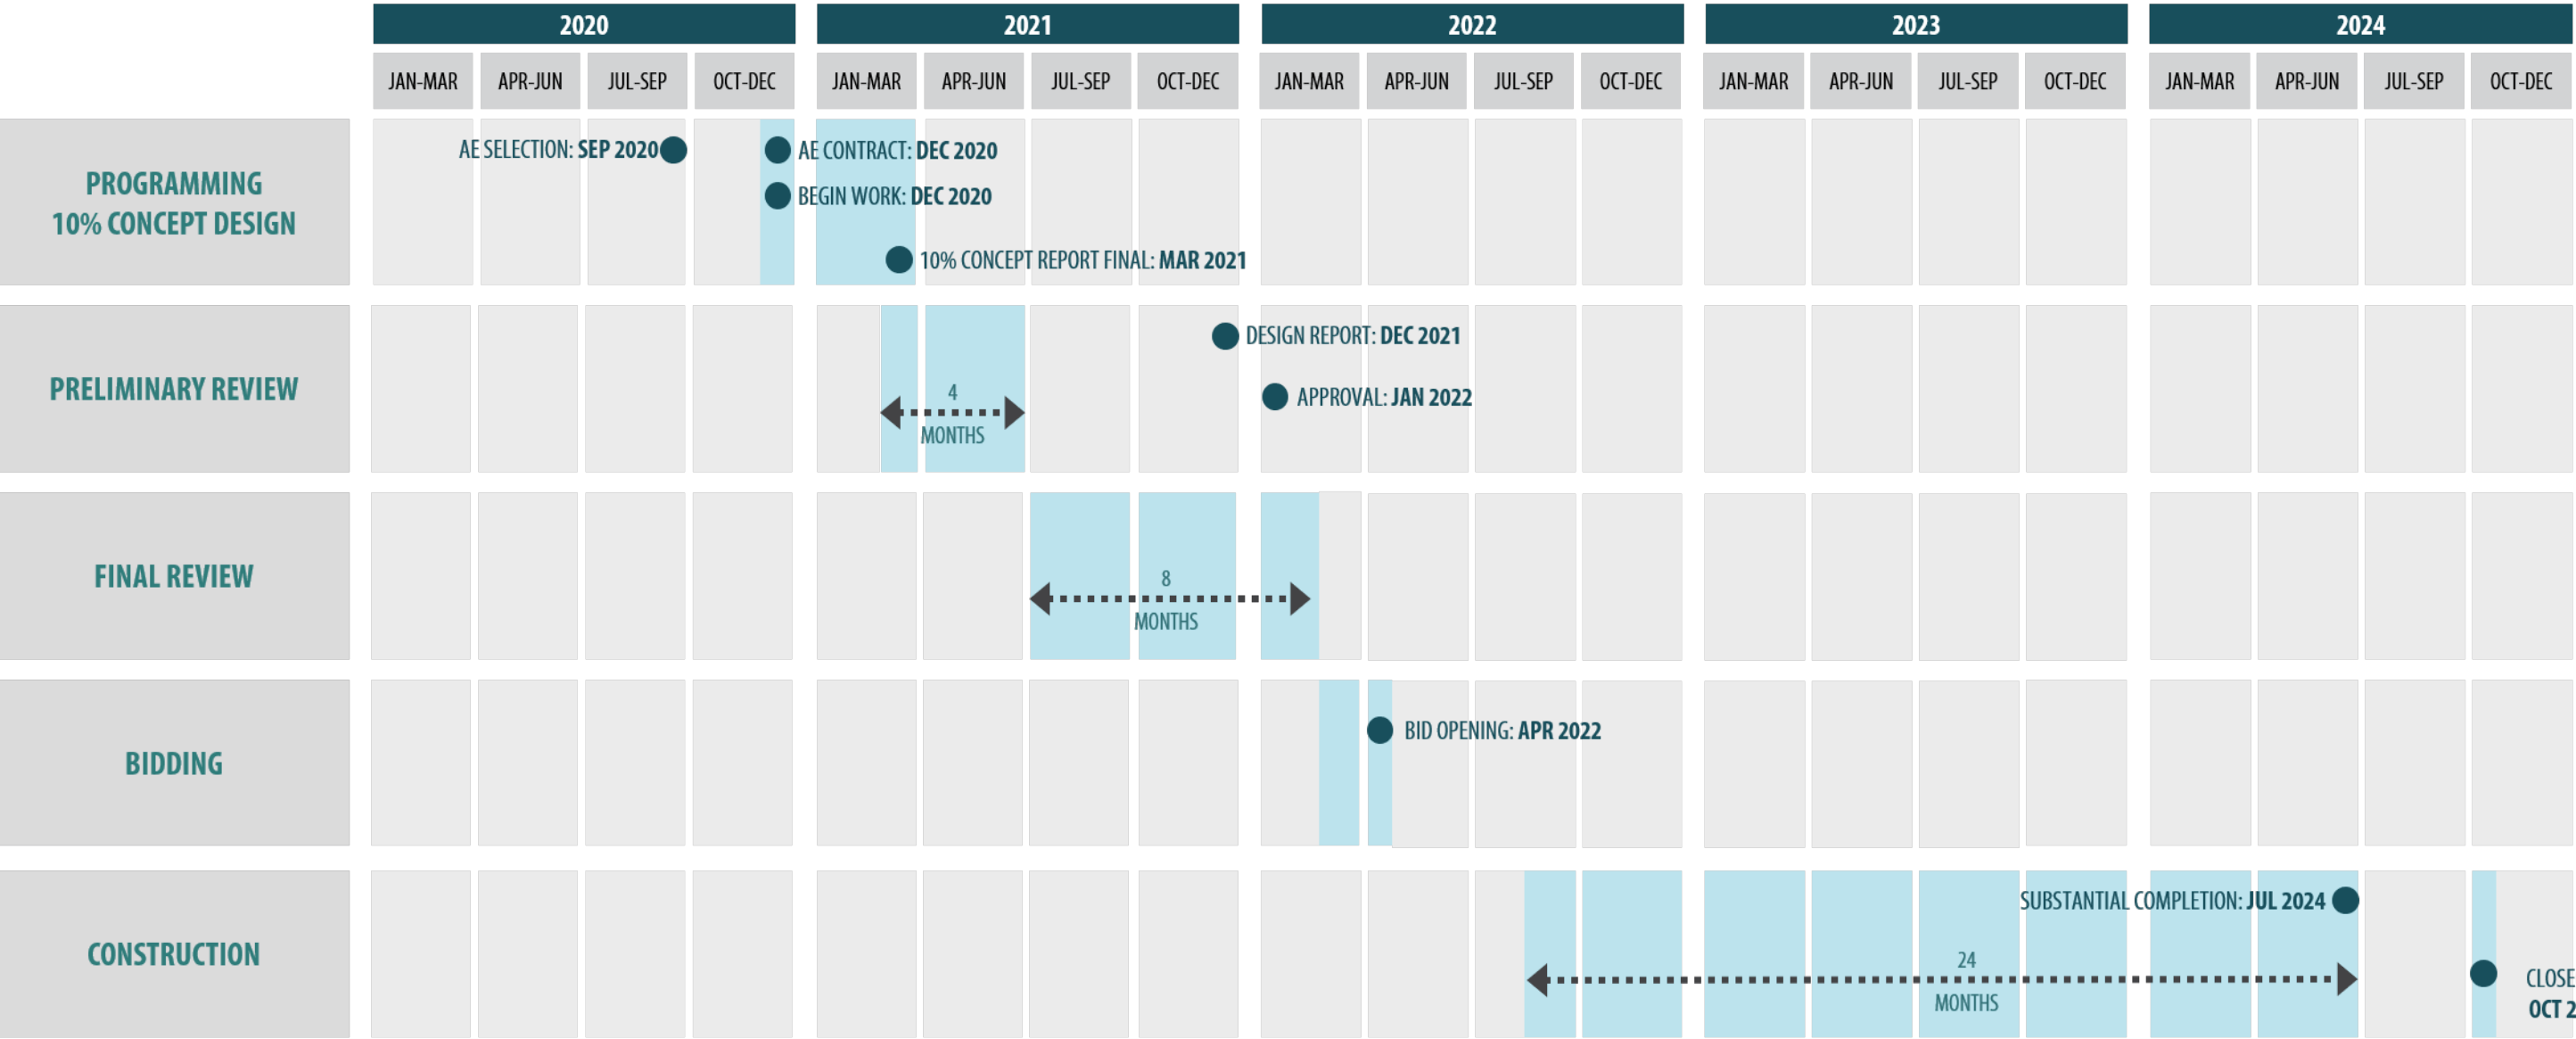 2020 2021 2022 2023 2024
JAN-MAR APR-JUN JUL-SEP OCT-DEC JAN-MAR APR-JUN JUL-SEP OCT-DEC JAN-MAR APR-JUN JUL-SEP OCT-DEC JAN-MAR APR-JUN JUL-SEP OCT-DEC JAN-MAR APR-JUN JUL-SEP OCT-DEC
PROGRAMMING
10% CONCEPT DESIGN
AE SELECTION: SEP 2020
AE CONTRACT: DEC 2020
BEGIN WORK: DEC 2020
10% CONCEPT REPORT FINAL: MAR 2021
PRELIMINARY REVIEW
4
MONTHS
DESIGN REPORT: DEC 2021
APPROVAL: JAN 2022
FINAL REVIEW
8
MONTHS
BIDDING
BID OPENING: APR 2022
CONSTRUCTION
SUBSTANTIAL COMPLETION: JUL 2024
24
MONTHS
CLOSE
OCT 2